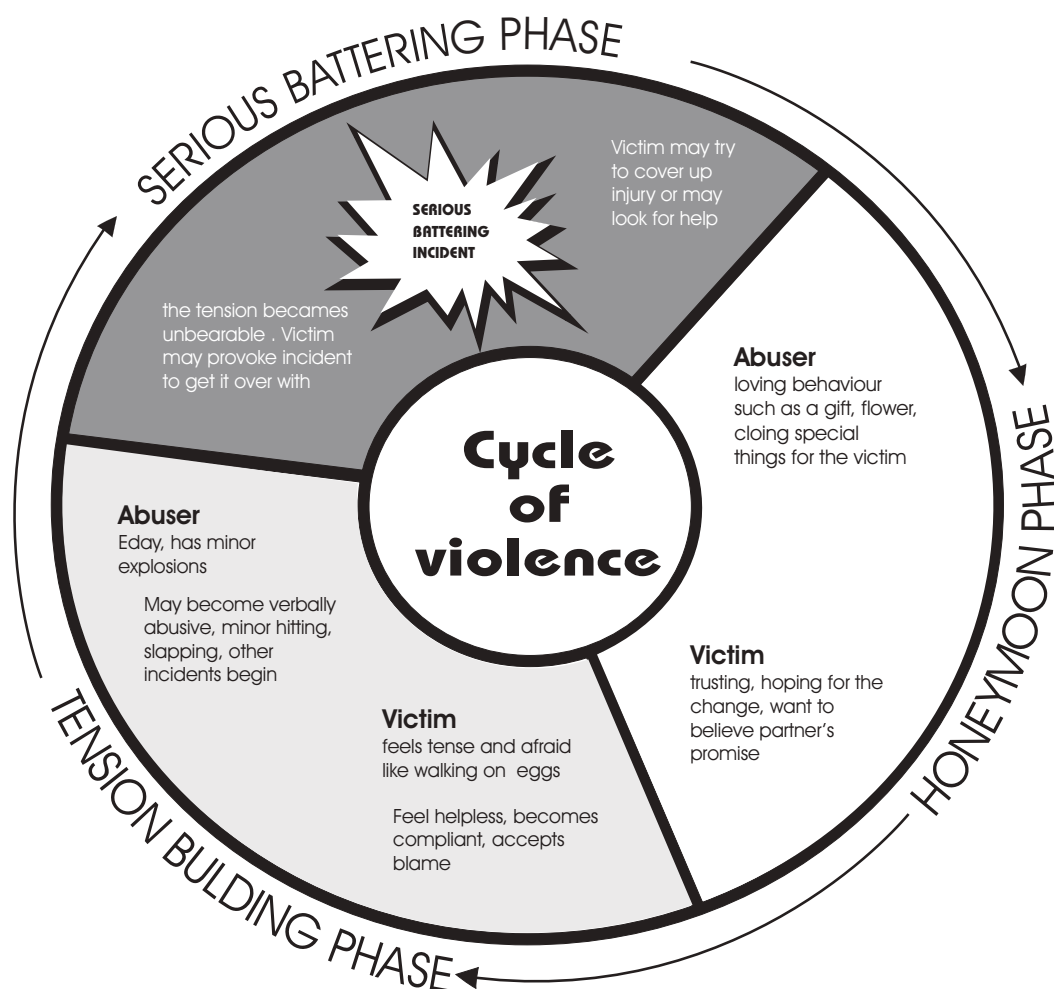 SERIOUS BATTERING PHASE
Victim may try
to cover up
injury or may
look for help
SERIOUS
BATTERING
INCIDENT
the tension becames
unbearable . Victim
may provoke incident
to get it over with
Abuser
loving behaviour
such as a gift, flower,
cloing special
things for the victim
Cycle
of
violence
HONEYMOON PHASE
Abuser
Eday, has minor
explosions
May become verbally
abusive, minor hitting,
slapping, other
incidents begin
Victim
trusting, hoping for the
change, want to
believe partner's
promise
Victim
feels tense and afraid
like walking on eggs
Feel helpless, becomes
compliant, accepts
blame
TENSION BULDING PHASE